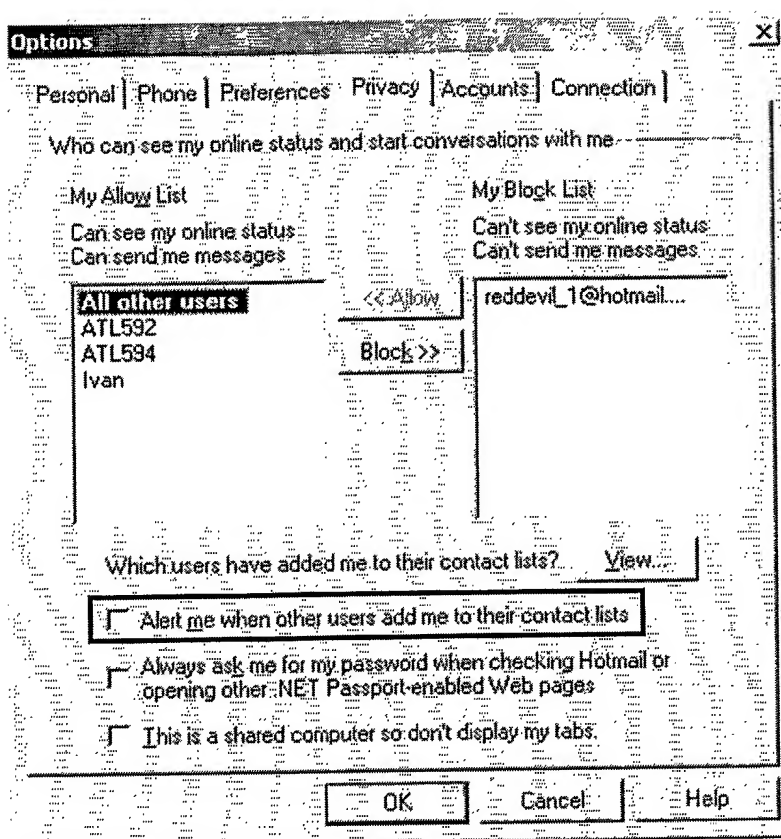 Options
Personal Phone Preferences Privacy Accounts Connection
Who can see my online status and start conversations with me
My Allow List
Can see my online status
Can send me messages
All other users
ATL592
ATL594
Ivan
<< Allow
Block >>
My Block List
Can't see my online status
Can't send me messages
reddevil_1@hotmail....
Which users have added me to their contact lists? View...
Alert me when other users add me to their contact lists
Always ask me for my password when checking Hotmail or
opening other .NET Passport-enabled Web pages
This is a shared computer so don't display my tabs.
OK Cancel Help